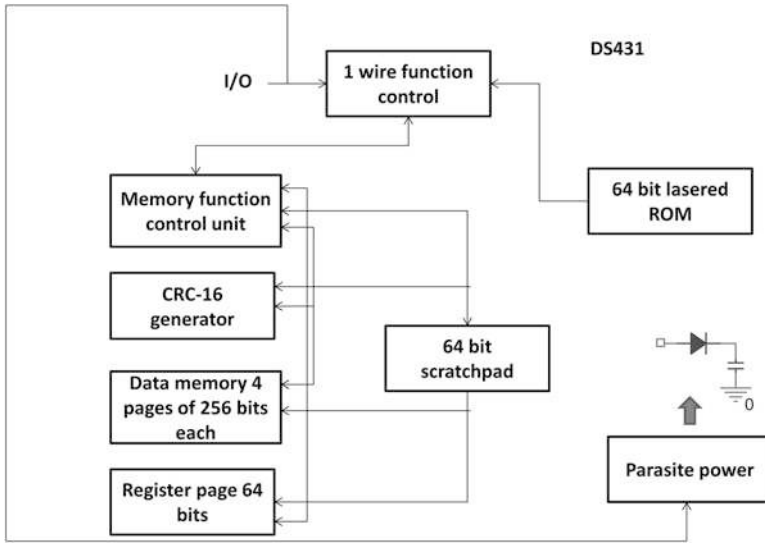 DS431
I/O
1 wire function
control
Memory function
control unit
64 bit lasered
ROM
CRC-16
generator
64 bit
scratchpad
Data memory 4
pages of 256 bits
each
0
Parasite power
Register page 64
bits